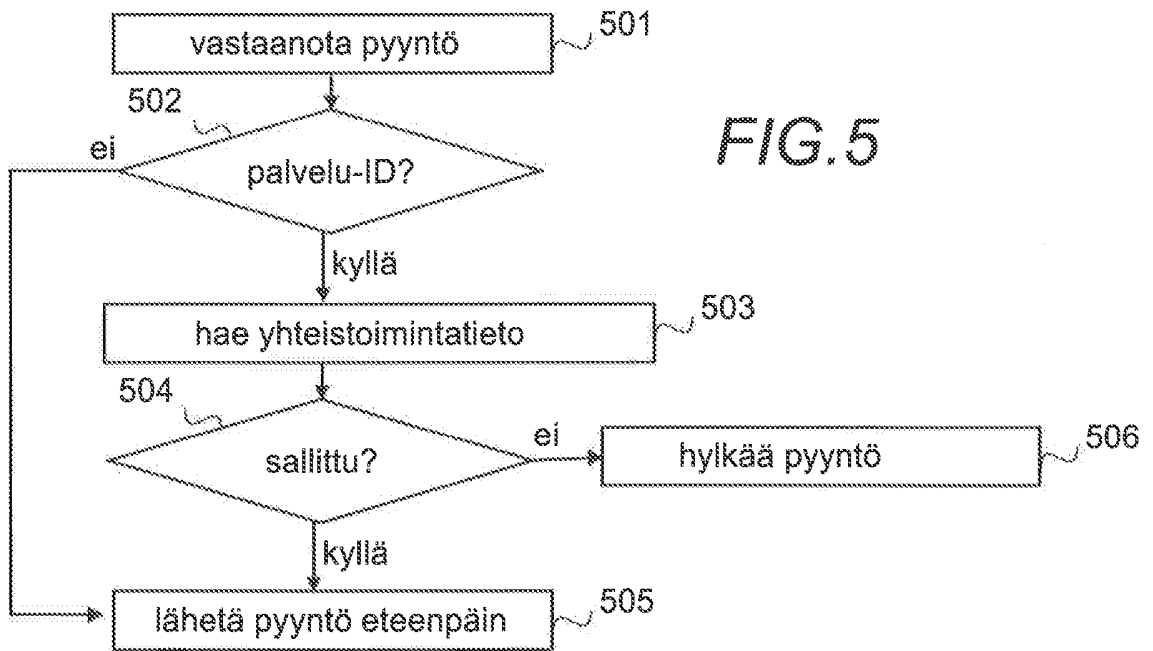 vastaanota pyyntö
501
502
FIG.5
ei
palvelu-ID?
kyllä
hae yhteistoimintatieto
503
504
sallittu?
ei
hylkää pyyntö
506
kyllä
lähetä pyyntö eteenpäin
505